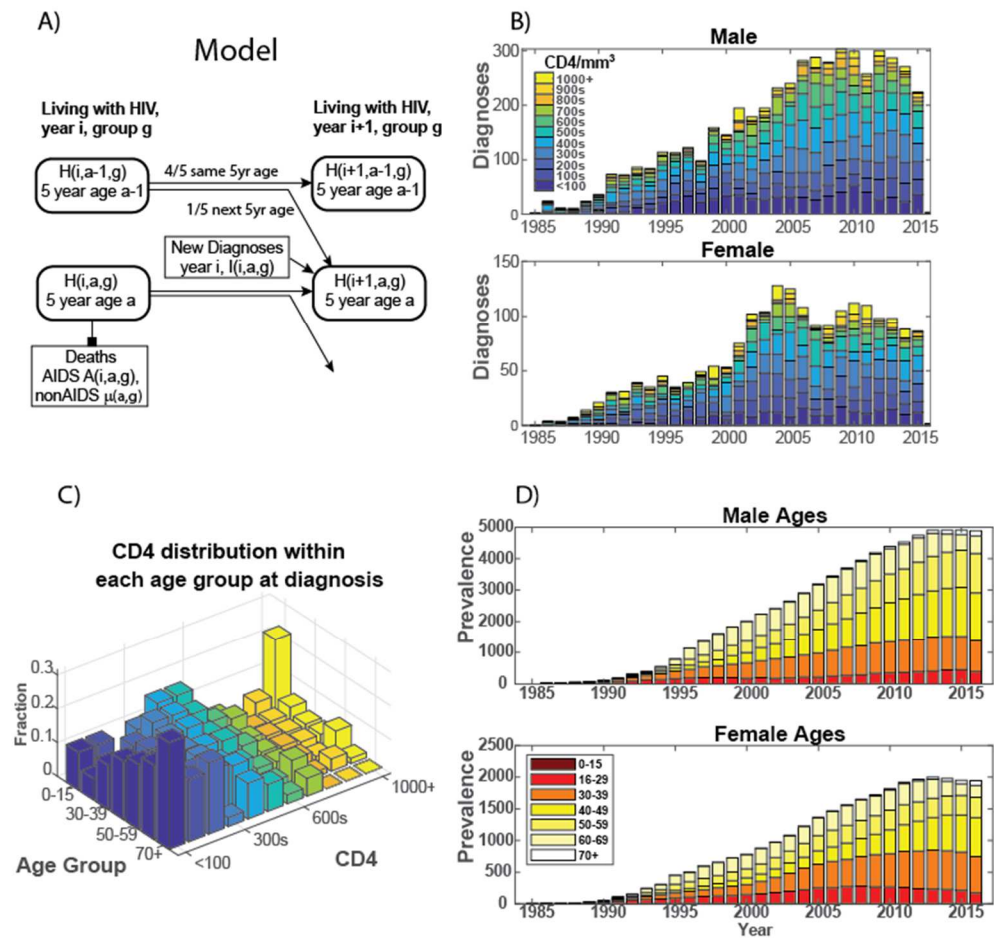 A)
Model
Living with HIV,
year i, group g
Living with HIV,
year i+1, group g
H(i,a-1,g)
5 year age a-1
4/5 same 5yr age
H(i+1,a-1,g)
5 year age a-1
1/5 next 5yr age
New Diagnoses
year i, I(i,a,g)
H(i,a,g)
5 year age a
H(i+1,a,g)
5 year age a
Deaths
AIDS A(i,a,g),
nonAIDS μ(a,g)
B)
Male
Diagnoses
300
200
100
0
CD4/mm³
1000+
900s
800s
700s
600s
500s
400s
300s
200s
100s
<100
1985 1990 1995 2000 2005 2010 2015
Female
Diagnoses
150
100
50
0
1985 1990 1995 2000 2005 2010 2015
C)
CD4 distribution within
each age group at diagnosis
Fraction
0.3
0.2
0.1
0
0-15
30-39
50-59
70+
Age Group
<100
300s
600s
1000+
CD4
D)
Male Ages
Prevalence
5000
4000
3000
2000
1000
0
1985 1990 1995 2000 2005 2010 2015
Female Ages
Prevalence
2500
2000
1500
1000
500
0
0-15
16-29
30-39
40-49
50-59
60-69
70+
1985 1990 1995 2000 2005 2010 2015
Year